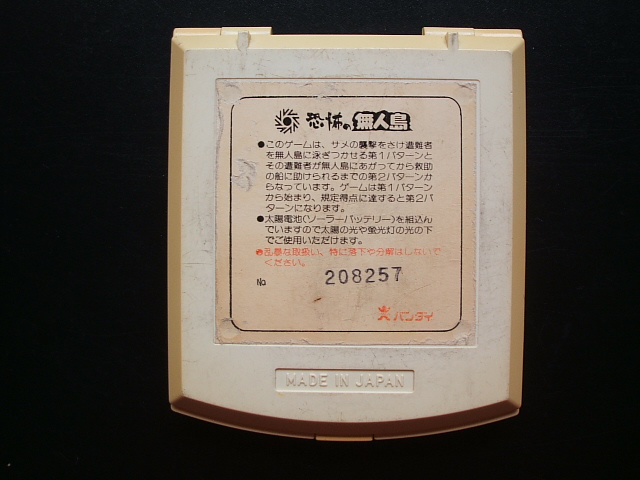 恐怖の無人島
●このゲームは、サメの襲撃をさけ遭難者
を無人島に泳ぎつかせる第1パターンと
その遭難者が無人島にあがってから救助
の船に助けられるまでの第2パターンか
らなっています。ゲームは第1パターン
から始まり、規定得点に達すると第2パ
ターンになります。
●太陽電池(ソーラーバッテリー)を組込ん
でいますので太陽の光や螢光灯の光の下
でご使用いただけます。
●乱暴な取扱い、特に落下や分解はしないで
ください。
No 208257
バンダイ
MADE IN JAPAN